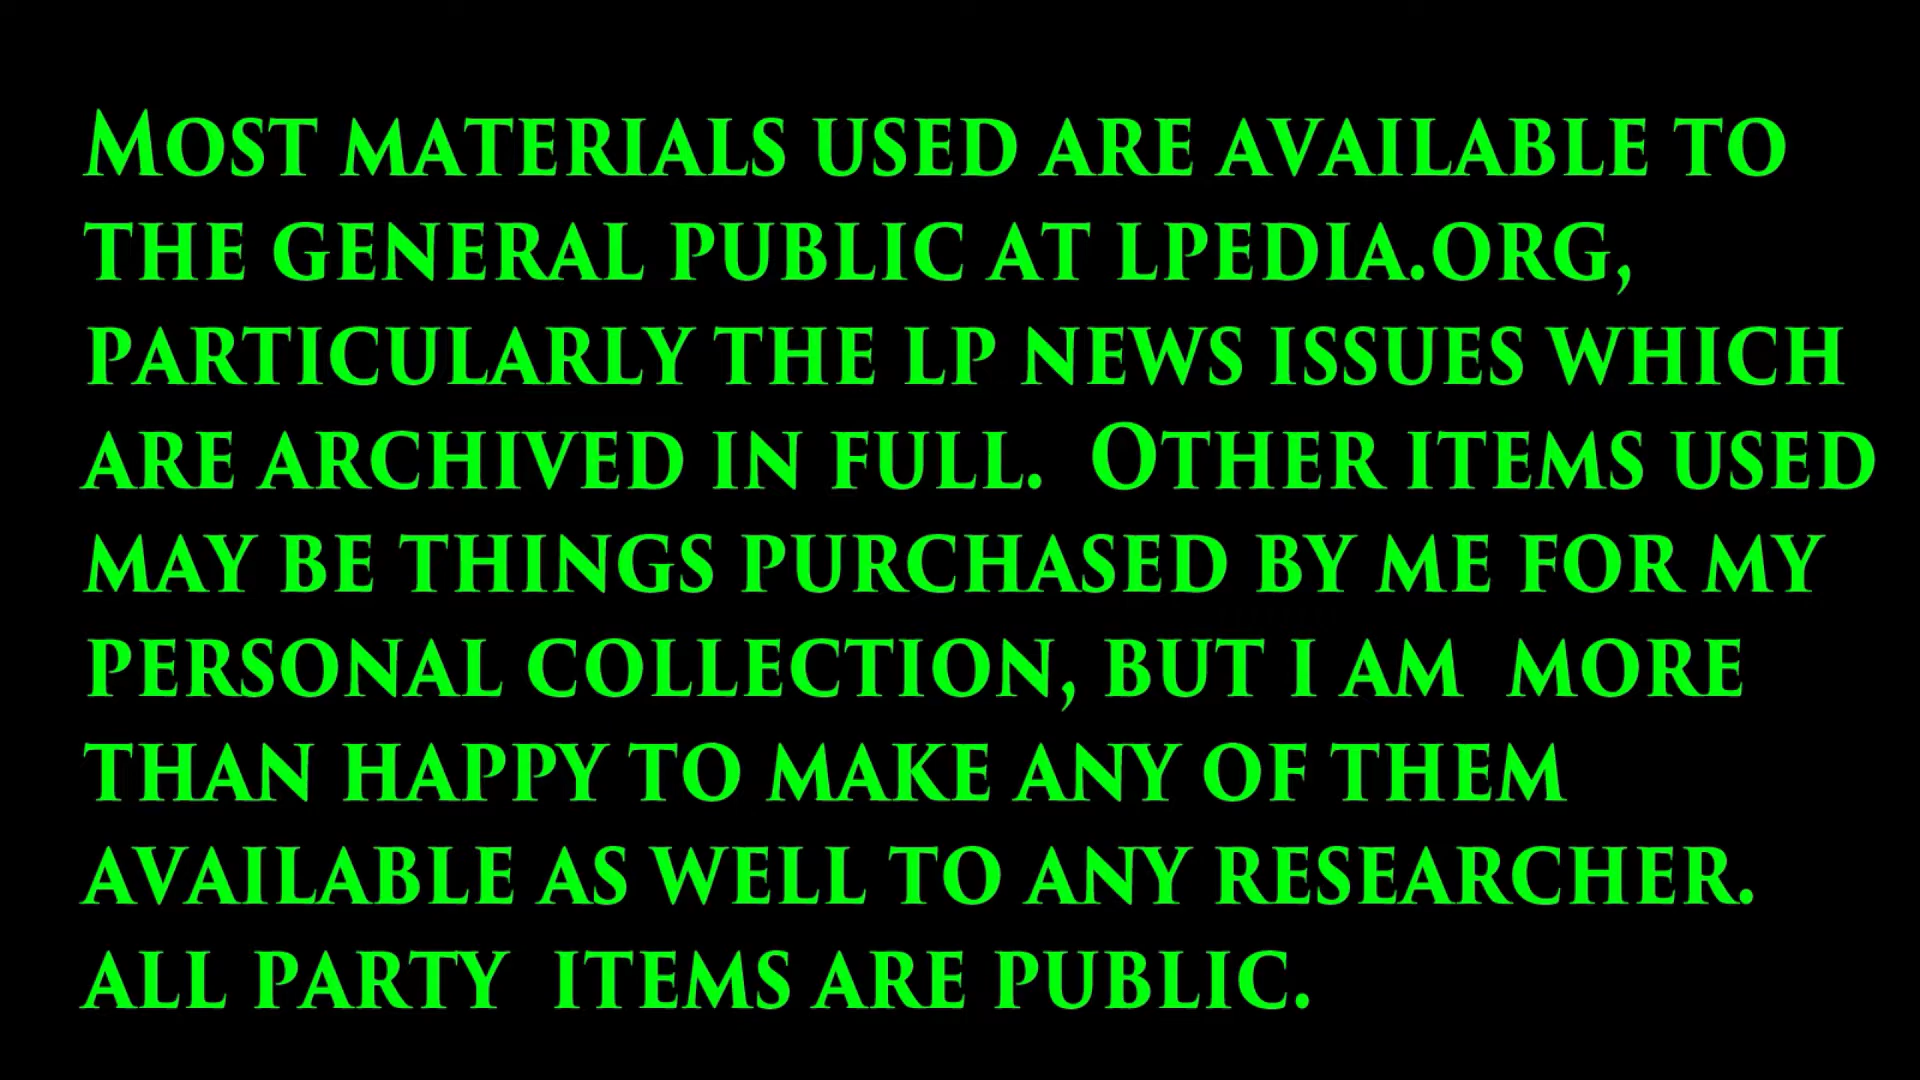 Most materials used are available to
the general public at lpedia.org,
particularly the LP News issues which
are archived in full.  Other items used
may be things purchased by me for my
personal collection, but I am  more
than happy to make any of them
available as well to any researcher.
All party  items are public.